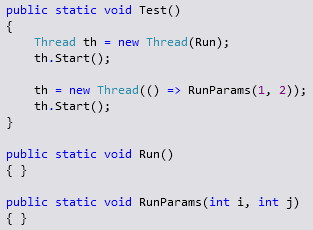 public static void Test()
{
    Thread th = new Thread(Run);
    th.Start();

    th = new Thread(() => RunParams(1, 2));
    th.Start();
}

public static void Run()
{ }

public static void RunParams(int i, int j)
{ }